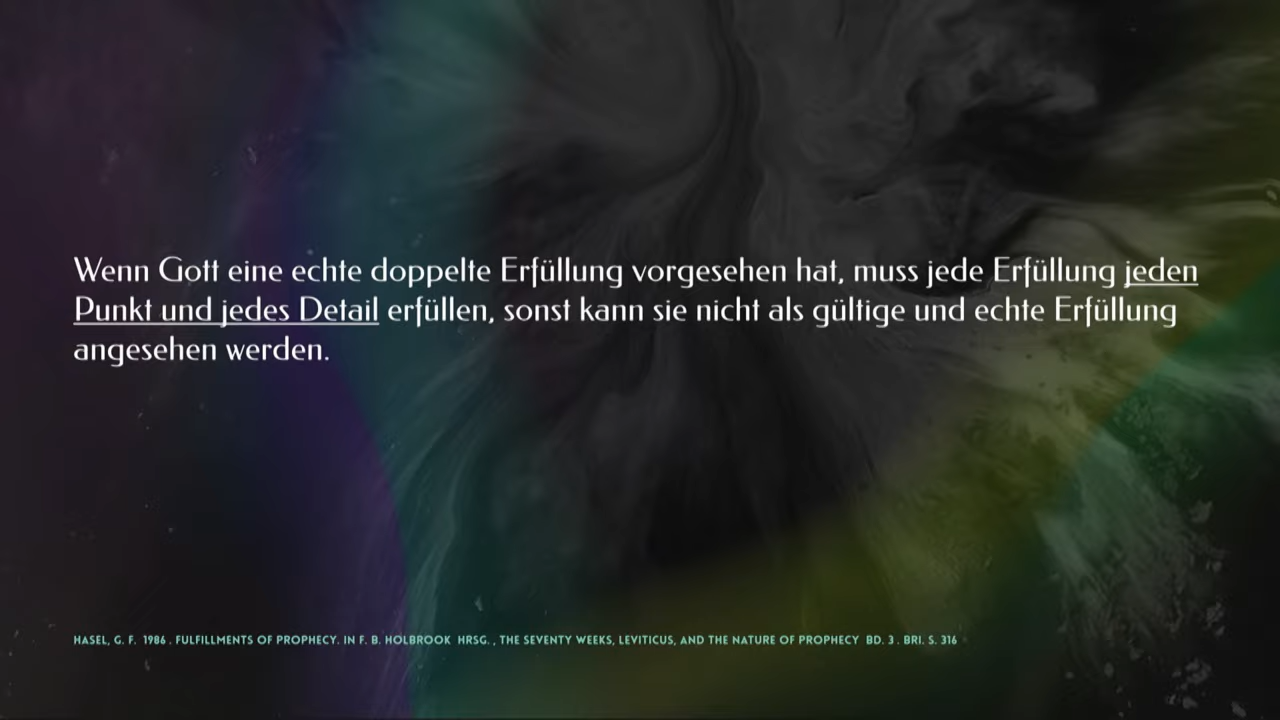 Wenn Gott eine echte doppelte Erfüllung vorgesehen hat, muss jede Erfüllung jeden
Punkt und jedes Detail erfüllen, sonst kann sie nicht als gültige und echte Erfüllung
angesehen werden.
HASEL, G. F. 1986 . FULFILLMENTS OF PROPHECY. IN F. B. HOLBROOK HRSG. , THE SEVENTY WEEKS, LEVITICUS, AND THE NATURE OF PROPHECY BD. 3 . BRI. S. 316